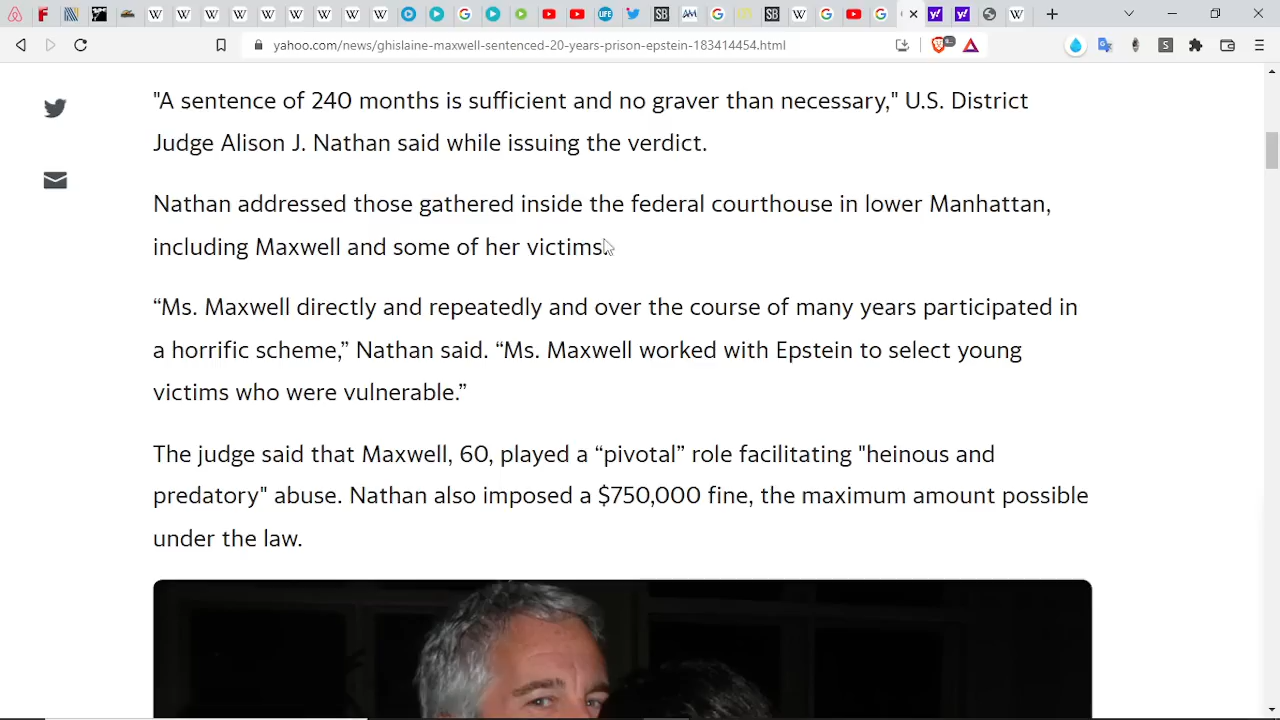 yahoo.com/news/ghislaine-maxwell-sentenced-20-years-prison-epstein-183414454.html
"A sentence of 240 months is sufficient and no graver than necessary," U.S. District
Judge Alison J. Nathan said while issuing the verdict.
Nathan addressed those gathered inside the federal courthouse in lower Manhattan,
including Maxwell and some of her victims.
“Ms. Maxwell directly and repeatedly and over the course of many years participated in
a horrific scheme,” Nathan said. “Ms. Maxwell worked with Epstein to select young
victims who were vulnerable.”
The judge said that Maxwell, 60, played a “pivotal” role facilitating "heinous and
predatory" abuse. Nathan also imposed a $750,000 fine, the maximum amount possible
under the law.